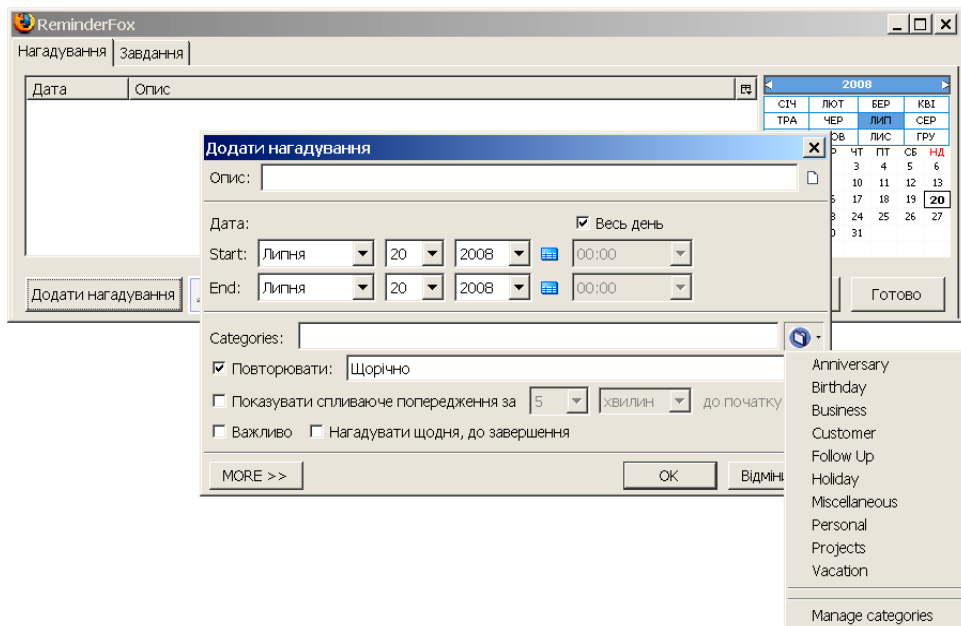 ReminderFox
Нагадування Завдання
Дата Опис
2008
СІЧ ЛЮТ БЕР КВІ
ТРА ЧЕР ЛИП СЕР
ЛИС ГРУ
ЧТ ПТ СБ НД
3 4 5 6
10 11 12 13
17 18 19 20
24 25 26 27
31
Додати нагадування
Готово
Додати нагадування
Опис:
Дата: Весь день
Start: Липня 20 2008 00:00
End: Липня 20 2008 00:00
Categories:
Повторювати: Щорічно
Показувати спливаюче попередження за 5 хвилин до початку
Важливо Нагадувати щодня, до завершення
MORE >> OK
Anniversary
Birthday
Business
Customer
Follow Up
Holiday
Miscellaneous
Personal
Projects
Vacation
Manage categories